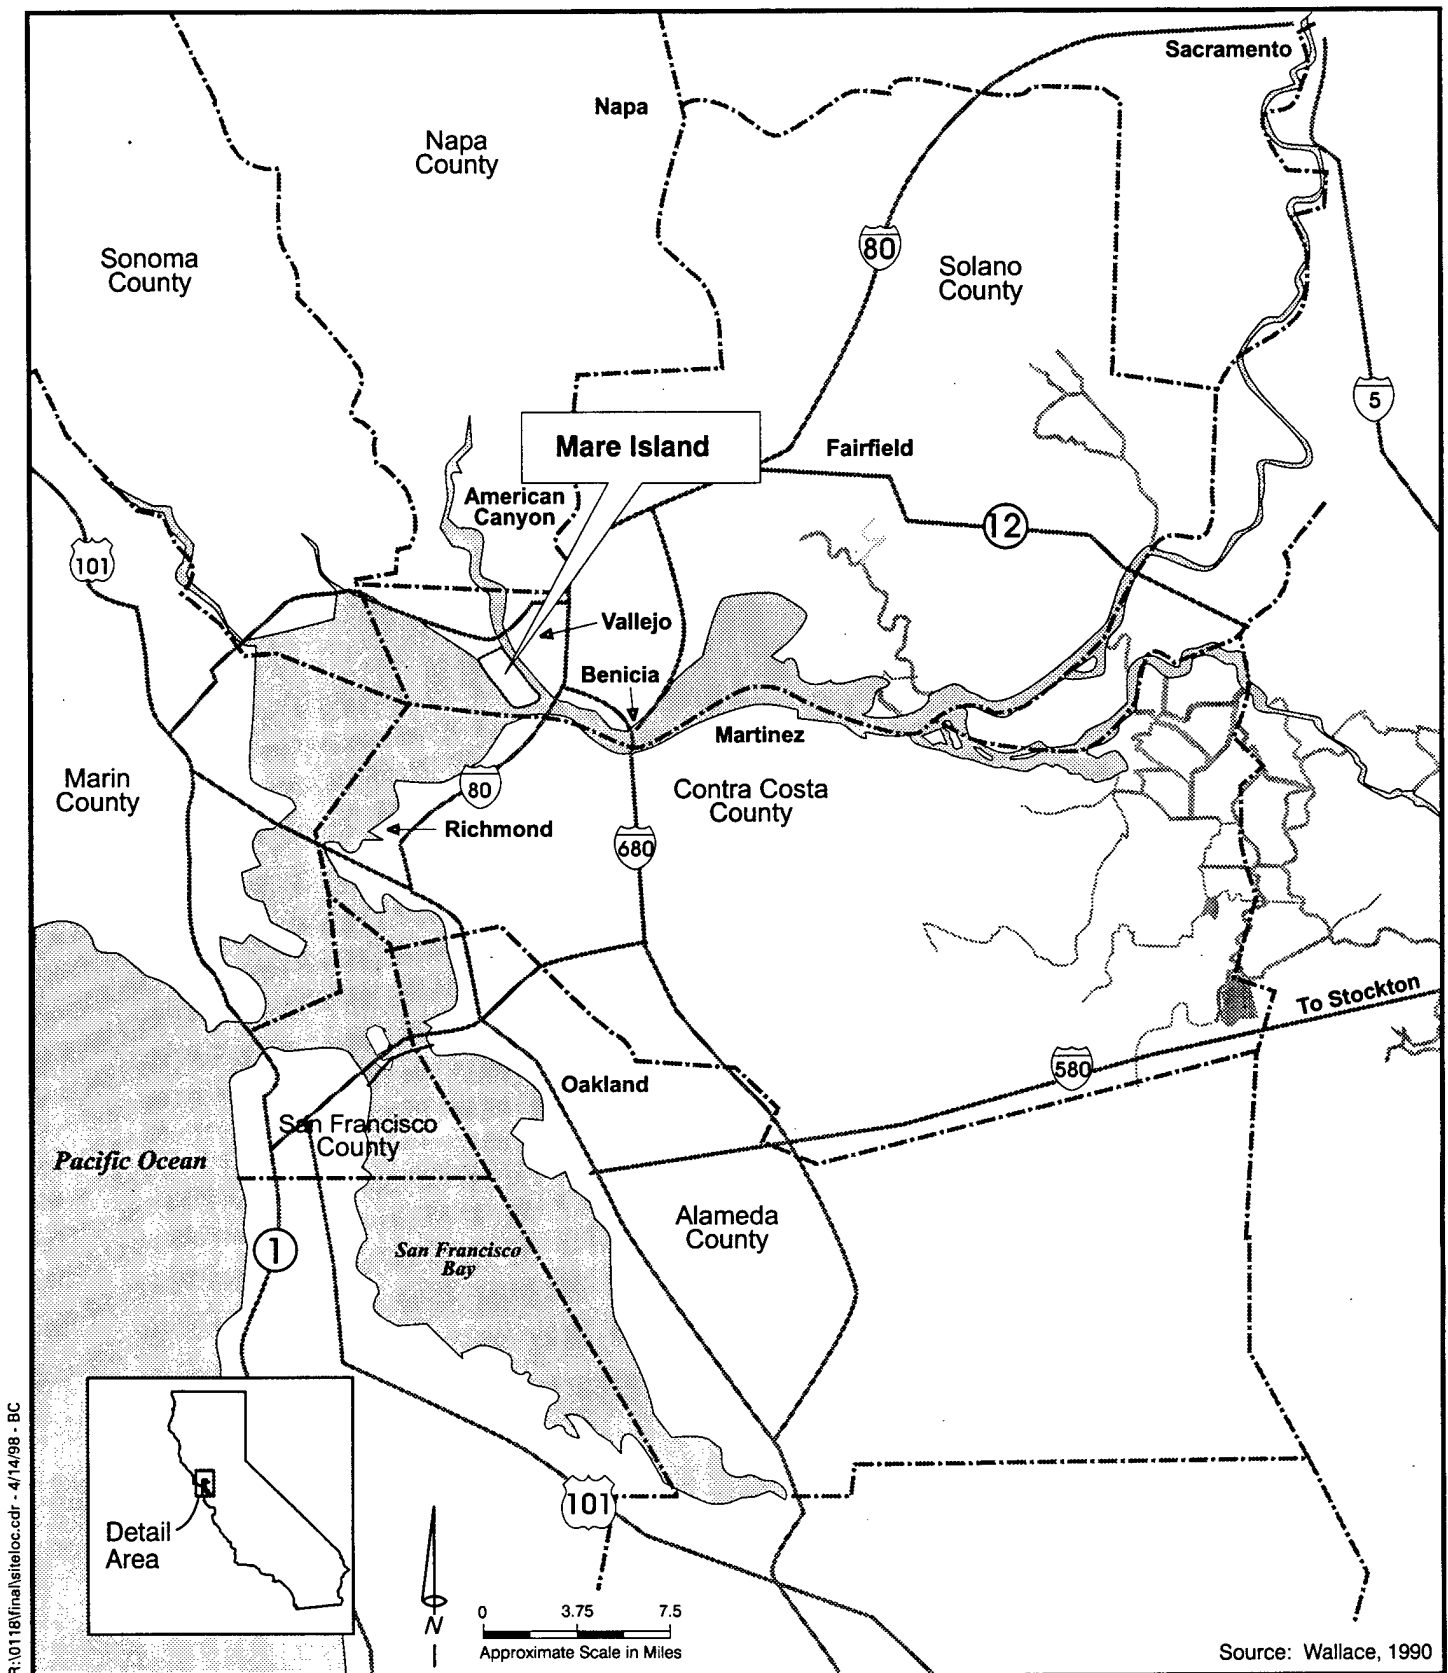 Sacramento
Napa
Napa
County
80
Sonoma
County
Solano
County
5
Mare Island
Fairfield
American
Canyon
12
101
Vallejo
Benicia
Martinez
Marin
County
80
Contra Costa
County
Richmond
680
To Stockton
580
Oakland
San Francisco
County
Pacific Ocean
Alameda
County
1
San Francisco
Bay
101
Detail
Area
N
0 3.75 7.5
Approximate Scale in Miles
Source: Wallace, 1990
R:\0118\final\siteloc.cdr - 4/14/98 - BC